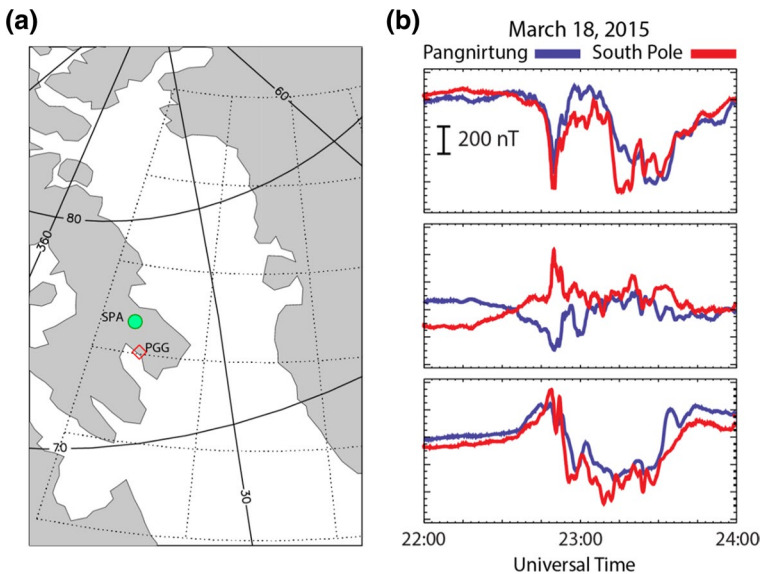 (a)
60
80
360
SPA
PGG
70
30
(b)
March 18, 2015
Pangnirtung South Pole
200 nT
22:00 23:00 24:00
Universal Time